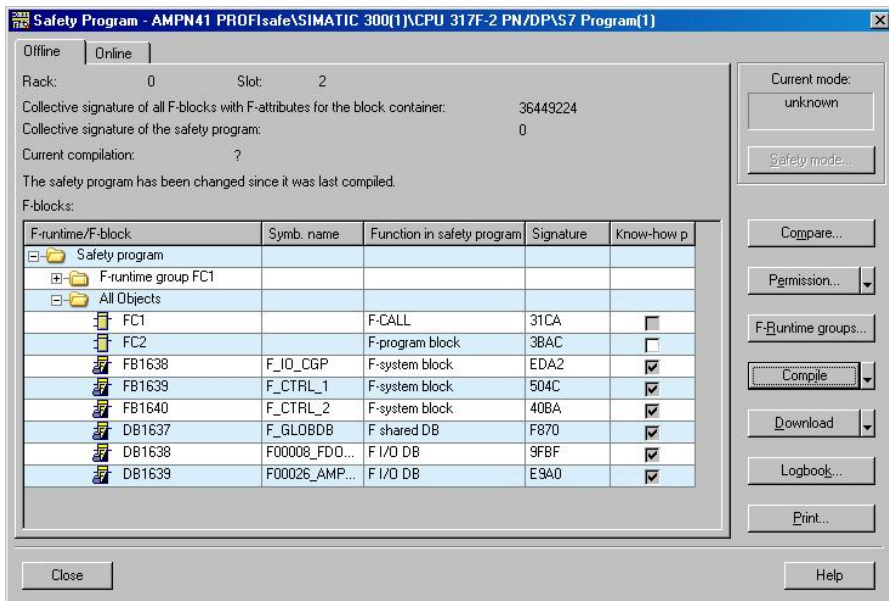 Safety Program - AMPN41 PROFIsafe\SIMATIC 300(1)\CPU 317F-2 PN/DP\S7 Program(1)
Offline Online
Rack: 0 Slot: 2
Collective signature of all F-blocks with F-attributes for the block container: 36449224
Collective signature of the safety program: 0
Current compilation: ?
The safety program has been changed since it was last compiled.
F-blocks:
F-runtime/F-block Symb. name Function in safety program Signature Know-how p
Safety program
F-runtime group FC1
All Objects
FC1 F-CALL 31CA
FC2 F-program block 3BAC
FB1638 F_IO_CGP F-system block EDA2
FB1639 F_CTRL_1 F-system block 504C
FB1640 F_CTRL_2 F-system block 40BA
DB1637 F_GLOBDB F shared DB F870
DB1638 F00008_FDO... F I/O DB 9FBF
DB1639 F00026_AMP... F I/O DB E9A0
Current mode:
unknown
Safety mode...
Compare...
Permission...
F-Runtime groups...
Compile
Download
Logbook...
Print...
Close Help